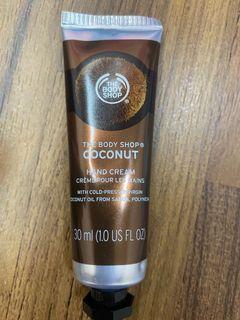 THE
BODY
SHOP
THE BODY SHOP®
COCONUT
HAND CREAM
CRÈME POUR LES MAINS
WITH COLD-PRESSED VIRGIN
COCONUT OIL FROM SAMOA, POLYNESIA
30 ml (1.0 US FL OZ)